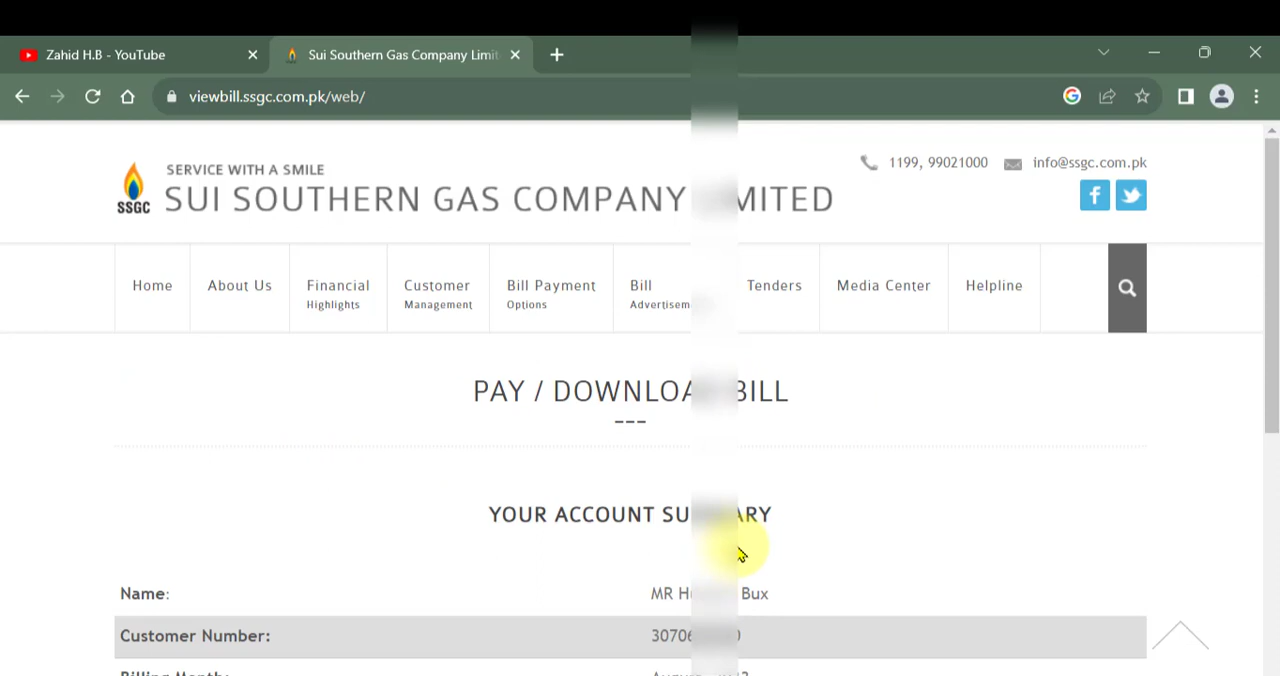 Zahid H.B - YouTube
Sui Southern Gas Company Limit
viewbill.ssgc.com.pk/web/
SERVICE WITH A SMILE
1199, 99021000 info@ssgc.com.pk
SSGC
SUI SOUTHERN GAS COMPANY MITED
Home About Us Financial Highlights Customer Management Bill Payment Options Bill Advertisem Tenders Media Center Helpline
PAY / DOWNLOA BILL
---
YOUR ACCOUNT SU ARY
Name: MR H Bux
Customer Number: 3070